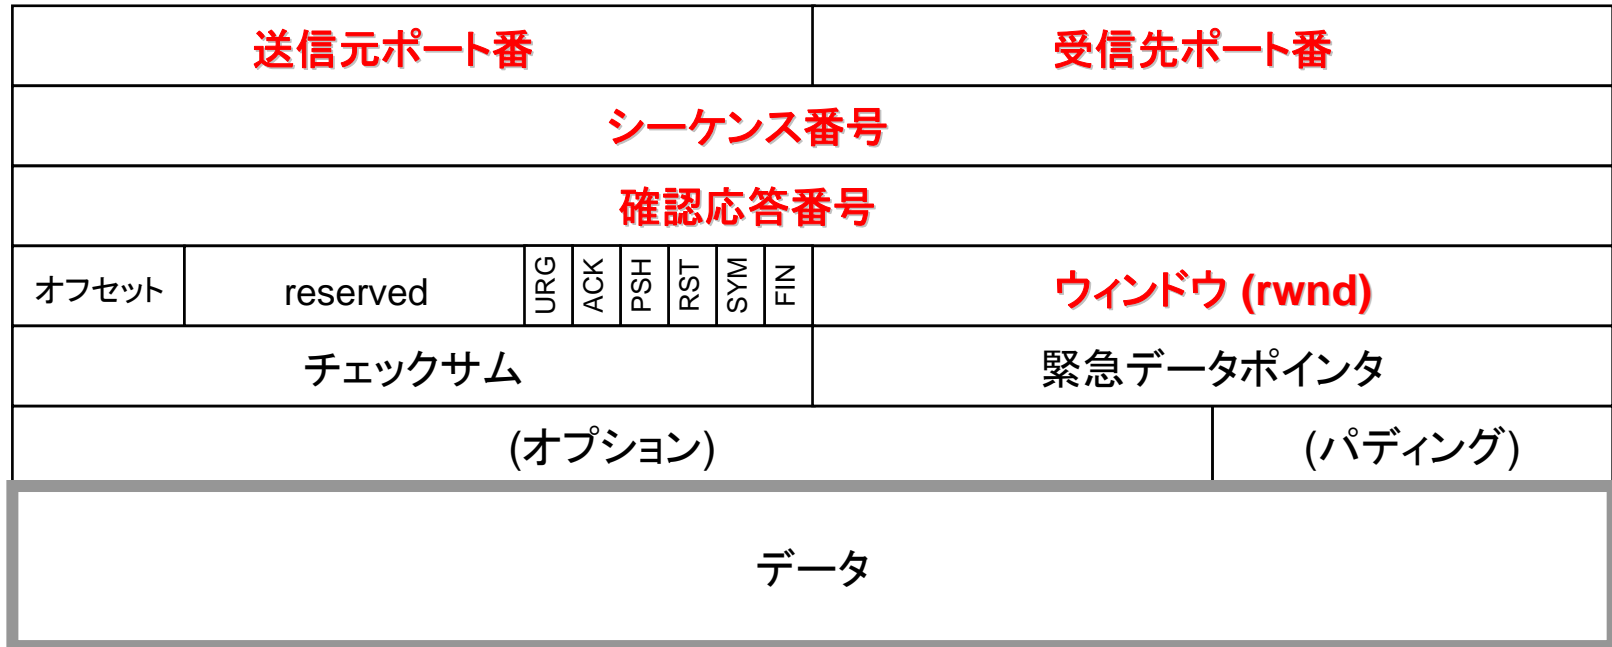 送信元ポート番 受信先ポート番
シーケンス番号
確認応答番号
オフセット reserved URG ACK PSH RST SYM FIN ウィンドウ (rwnd)
チェックサム 緊急データポインタ
(オプション) (パディング)
データ